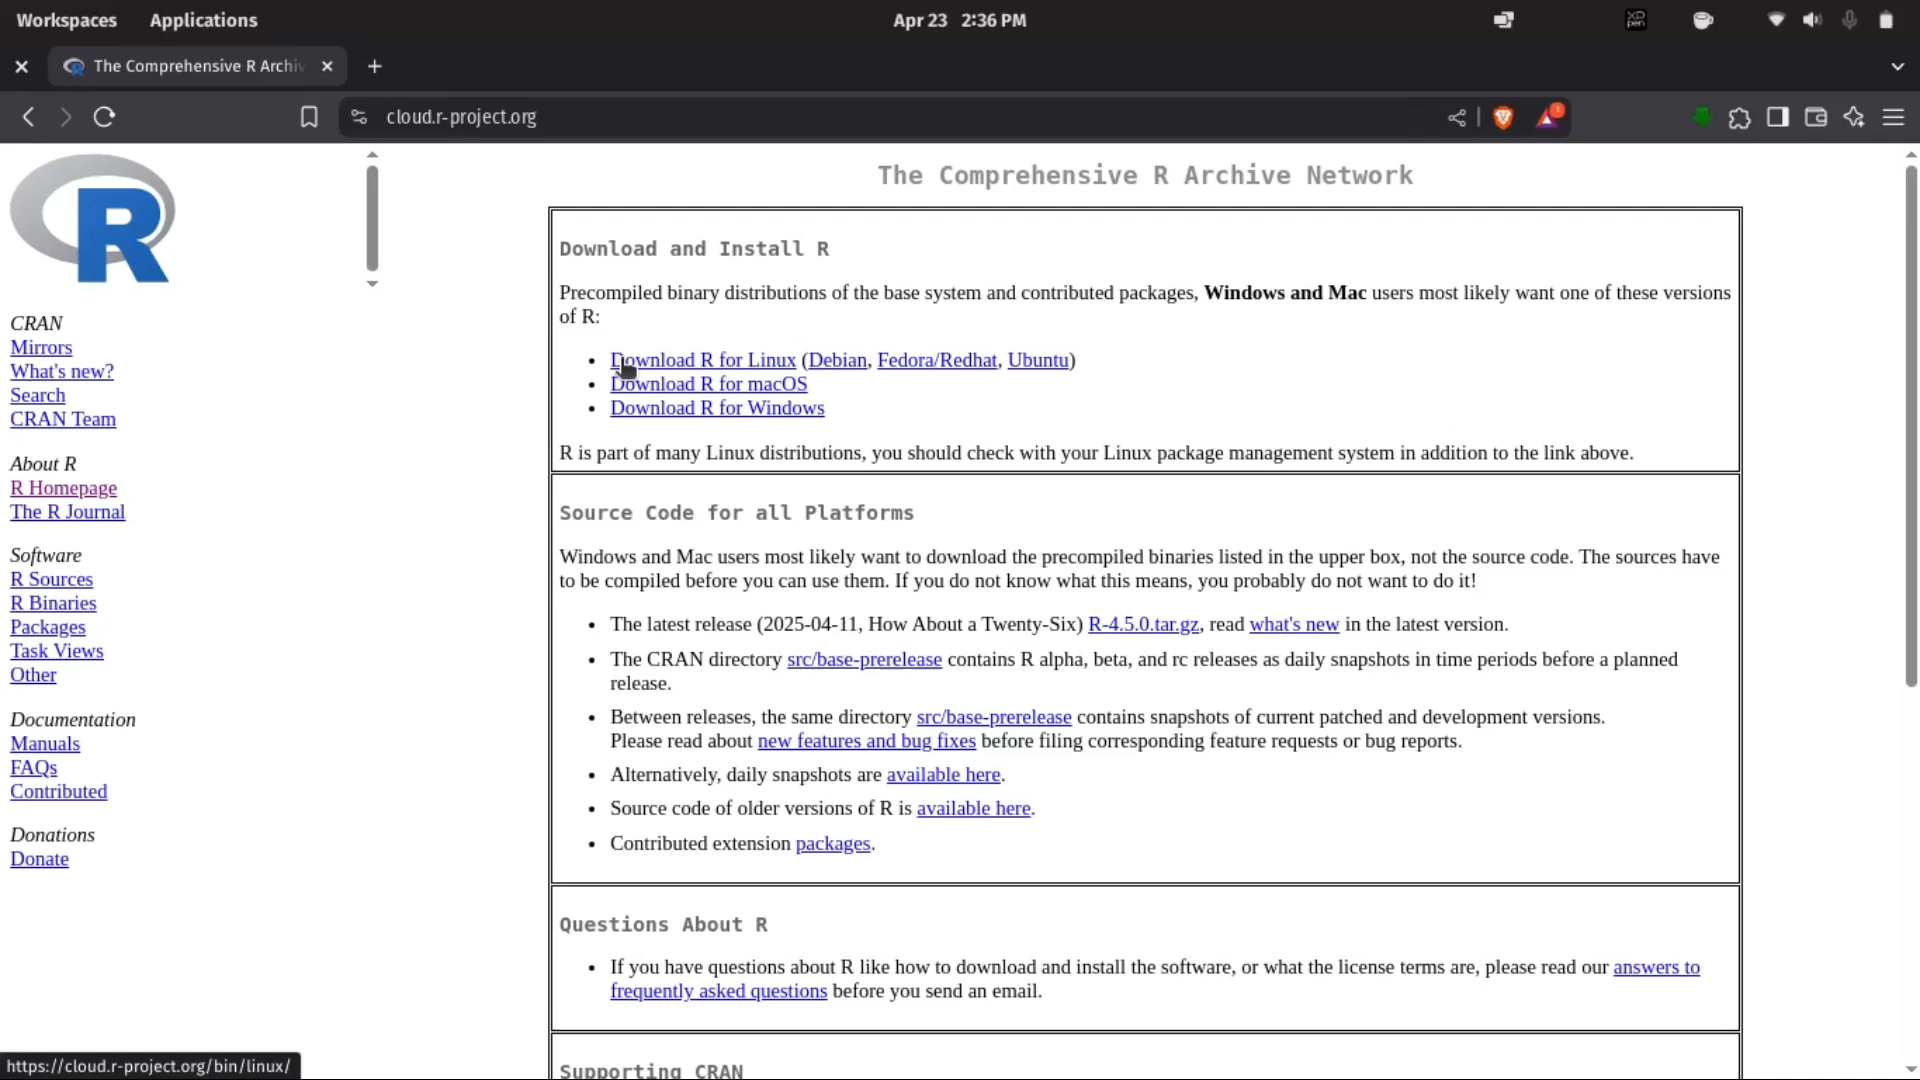 Workspaces Applications Apr 23 2:36 PM XP PEN
The Comprehensive R Archiv
cloud.r-project.org 1
R
CRAN
Mirrors
What's new?
Search
CRAN Team
About R
R Homepage
The R Journal
Software
R Sources
R Binaries
Packages
Task Views
Other
Documentation
Manuals
FAQs
Contributed
Donations
Donate
The Comprehensive R Archive Network
Download and Install R
Precompiled binary distributions of the base system and contributed packages, Windows and Mac users most likely want one of these versions
of R:
• Download R for Linux (Debian, Fedora/Redhat, Ubuntu)
• Download R for macOS
• Download R for Windows
R is part of many Linux distributions, you should check with your Linux package management system in addition to the link above.
Source Code for all Platforms
Windows and Mac users most likely want to download the precompiled binaries listed in the upper box, not the source code. The sources have
to be compiled before you can use them. If you do not know what this means, you probably do not want to do it!
• The latest release (2025-04-11, How About a Twenty-Six) R-4.5.0.tar.gz, read what's new in the latest version.
• The CRAN directory src/base-prerelease contains R alpha, beta, and rc releases as daily snapshots in time periods before a planned
release.
• Between releases, the same directory src/base-prerelease contains snapshots of current patched and development versions.
Please read about new features and bug fixes before filing corresponding feature requests or bug reports.
• Alternatively, daily snapshots are available here.
• Source code of older versions of R is available here.
• Contributed extension packages.
Questions About R
• If you have questions about R like how to download and install the software, or what the license terms are, please read our answers to
frequently asked questions before you send an email.
Supporting CRAN
https://cloud.r-project.org/bin/linux/